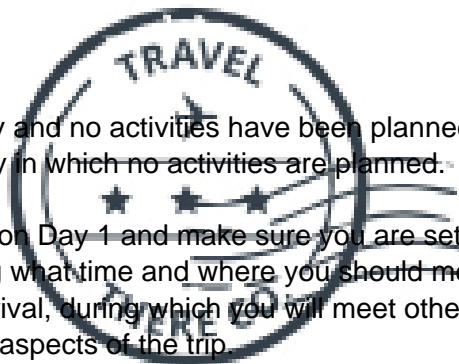 TRAVEL
y and no activities have been planned
y in which no activities are planned.
on Day 1 and make sure you are set
g what time and where you should me
ival, during which you will meet othe
THERE
aspects of the trip.